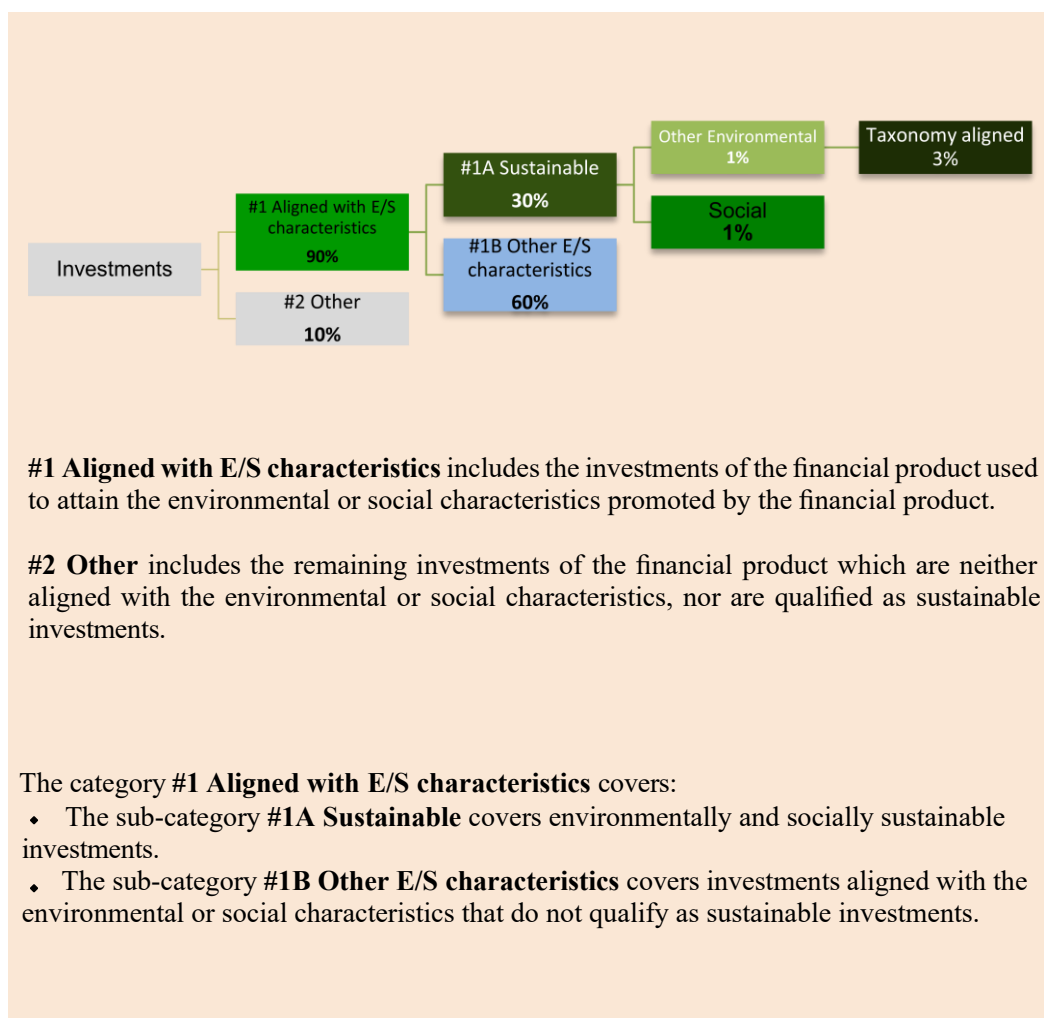 Investments
#1 Aligned with E/S
characteristics
90%
#2 Other
10%
#1A Sustainable
30%
#1B Other E/S
characteristics
60%
Other Environmental
1%
Social
1%
Taxonomy aligned
3%
#1 Aligned with E/S characteristics includes the investments of the financial product used
to attain the environmental or social characteristics promoted by the financial product.
#2 Other includes the remaining investments of the financial product which are neither
aligned with the environmental or social characteristics, nor are qualified as sustainable
investments.
The category #1 Aligned with E/S characteristics covers:
• The sub-category #1A Sustainable covers environmentally and socially sustainable
investments.
• The sub-category #1B Other E/S characteristics covers investments aligned with the
environmental or social characteristics that do not qualify as sustainable investments.